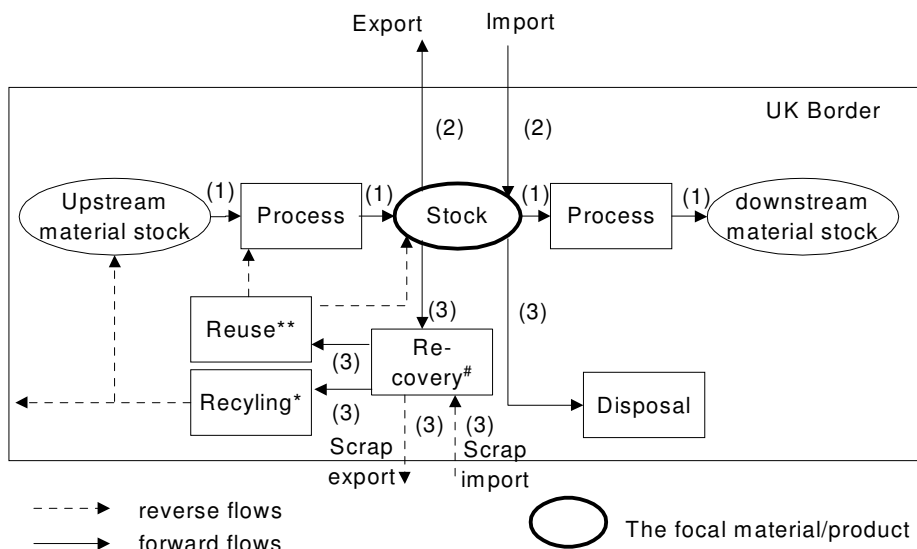 Export
Import
UK Border
(2)
(2)
(1)
(1)
(1)
(1)
Upstream
material stock
Process
Stock
Process
downstream
material stock
(3)
(3)
Reuse**
(3)
Re-
covery#
Recyling*
(3)
(3)
(3)
Disposal
Scrap
export
Scrap
import
reverse flows
forward flows
The focal material/product